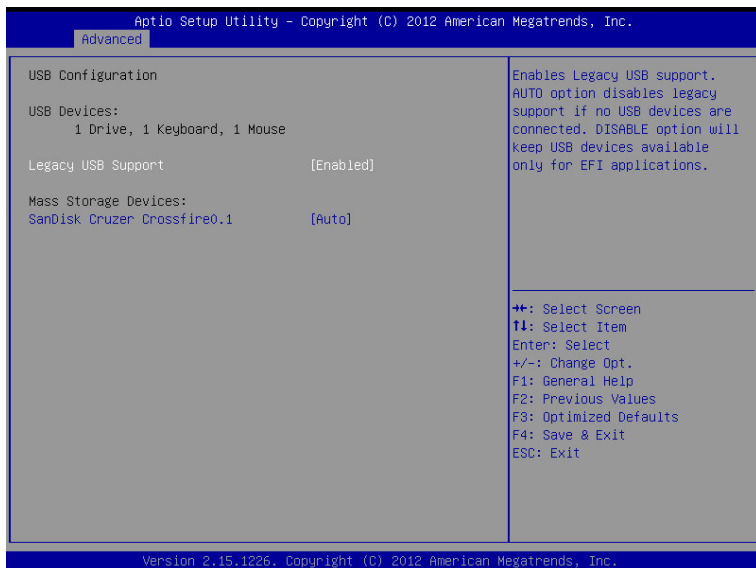 Aptio Setup Utility – Copyright (C) 2012 American Megatrends, Inc.
Advanced
USB Configuration
USB Devices:
1 Drive, 1 Keyboard, 1 Mouse
Legacy USB Support [Enabled]
Mass Storage Devices:
SanDisk Cruzer Crossfire0.1 [Auto]
Enables Legacy USB support.
AUTO option disables legacy
support if no USB devices are
connected. DISABLE option will
keep USB devices available
only for EFI applications.
→←: Select Screen
↑↓: Select Item
Enter: Select
+/-: Change Opt.
F1: General Help
F2: Previous Values
F3: Optimized Defaults
F4: Save & Exit
ESC: Exit
Version 2.15.1226. Copyright (C) 2012 American Megatrends, Inc.